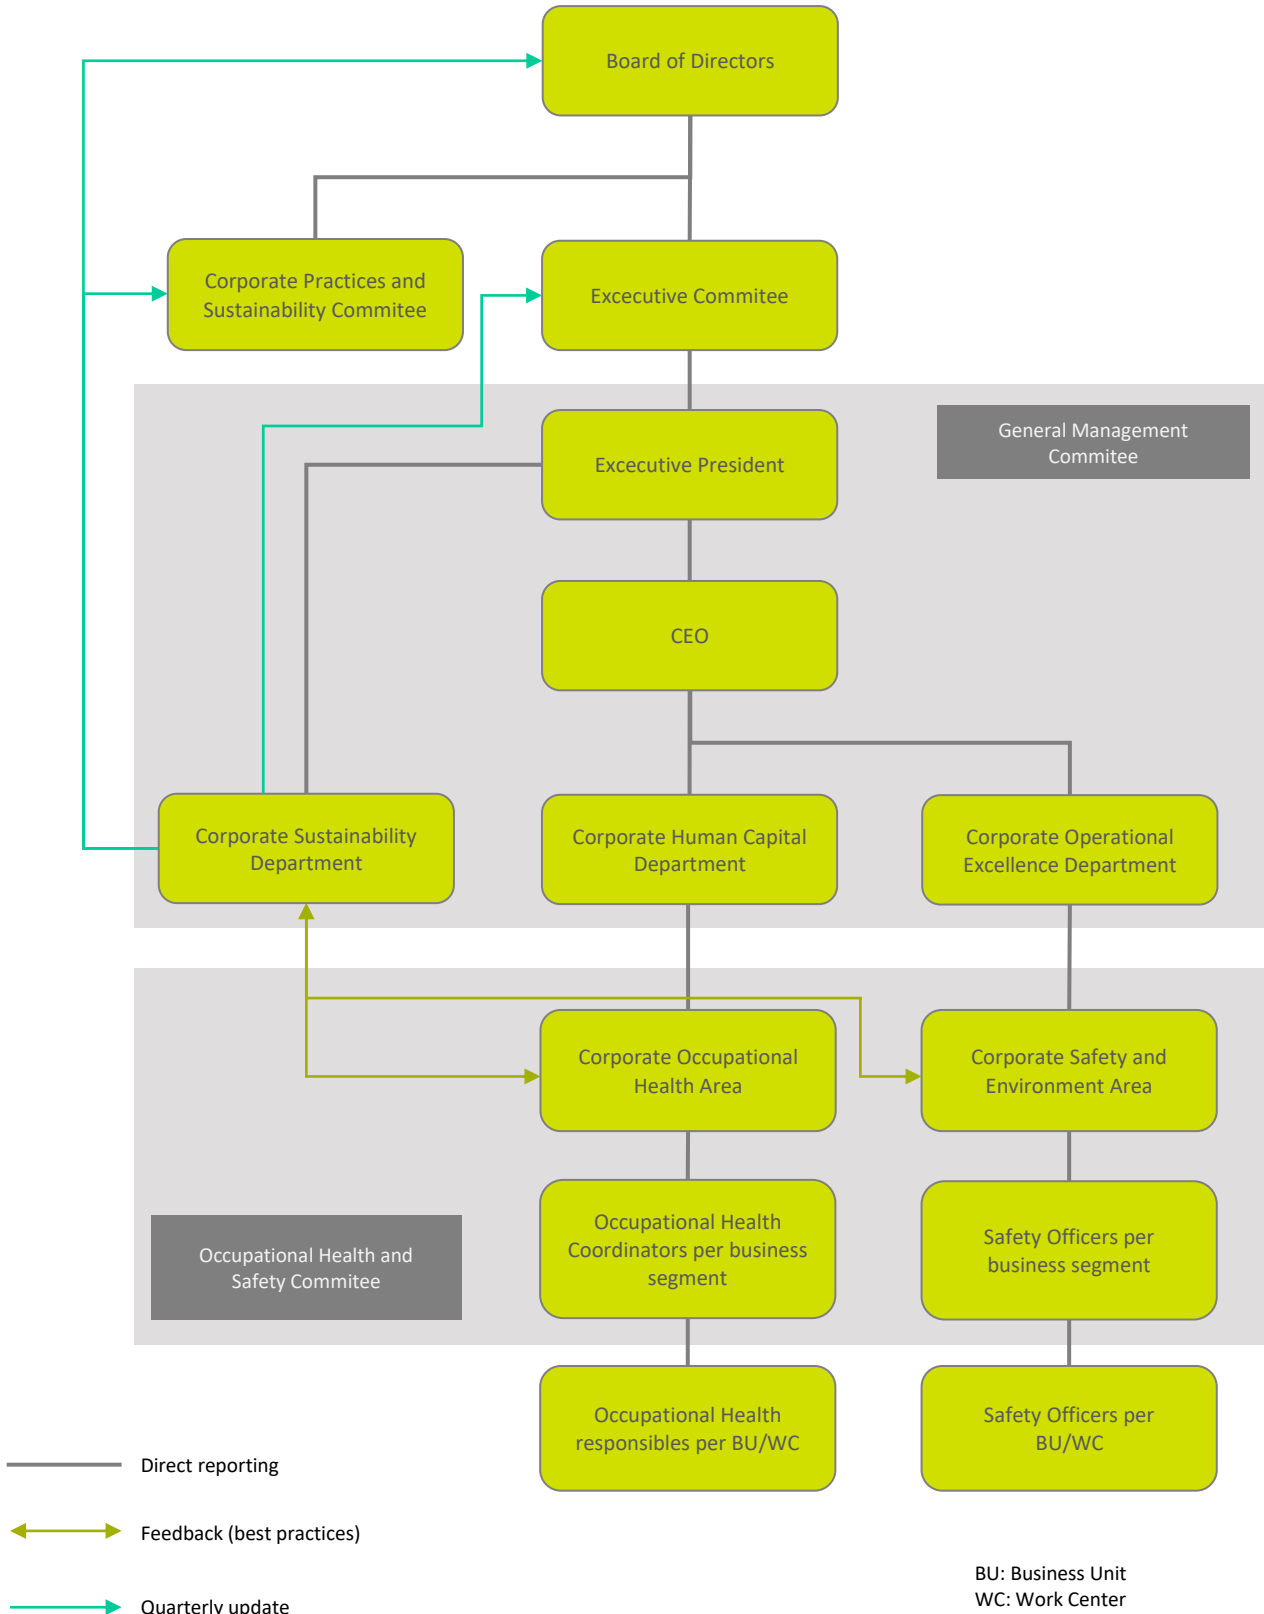 Board of Directors
Corporate Practices and
Sustainability Commitee
Excecutive Commitee
Excecutive President
General Management
Commitee
CEO
Corporate Sustainability
Department
Corporate Human Capital
Department
Corporate Operational
Excellence Department
Corporate Occupational
Health Area
Corporate Safety and
Environment Area
Occupational Health and
Safety Commitee
Occupational Health
Coordinators per business
segment
Safety Officers per
business segment
Occupational Health
responsibles per BU/WC
Safety Officers per
BU/WC
Direct reporting
Feedback (best practices)
Quarterly update
BU: Business Unit
WC: Work Center